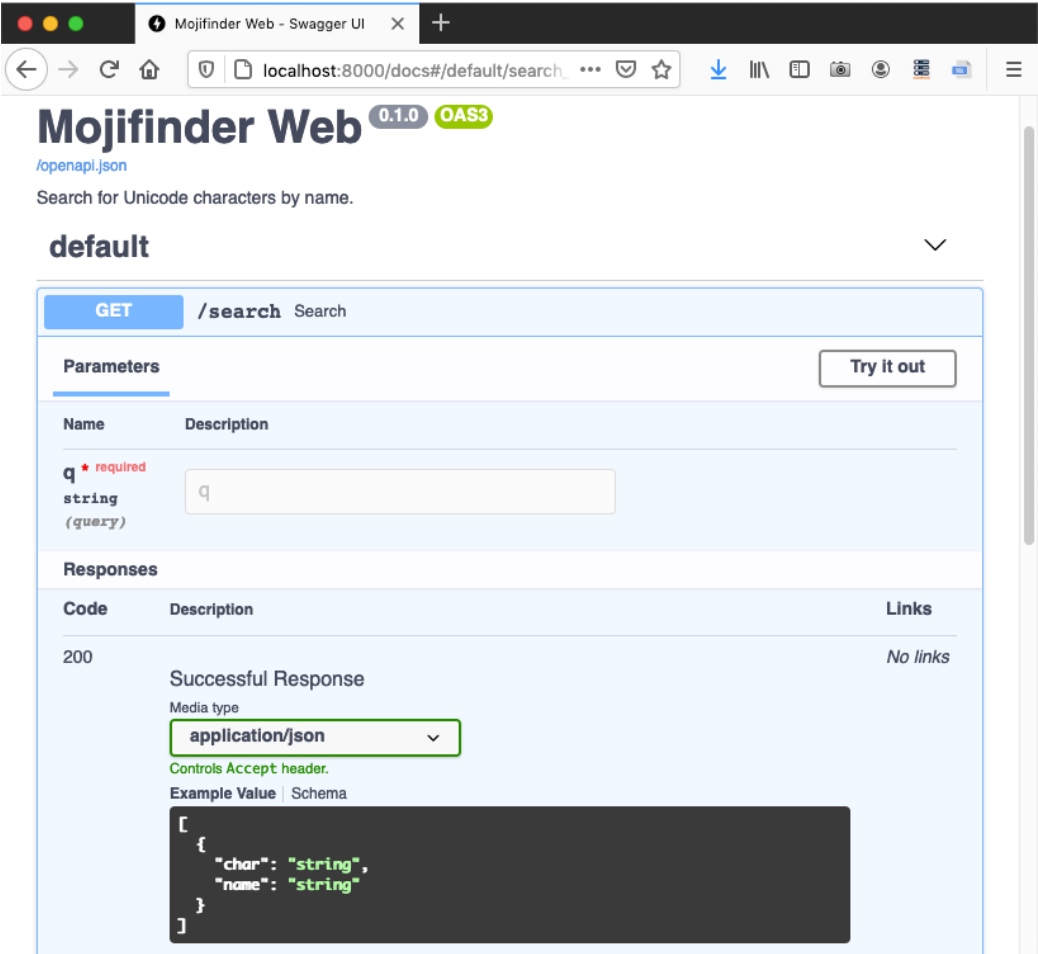 Mojifinder Web - Swagger UI
localhost:8000/docs#/default/search_
Mojifinder Web 0.1.0 OAS3
/openapi.json
Search for Unicode characters by name.
default
GET /search Search
Parameters Try it out
Name Description
q * required
string
(query)
q
Responses
Code Description Links
200 No links
Successful Response
Media type
application/json
Controls Accept header.
Example Value | Schema
[
{
"char": "string",
"name": "string"
}
]